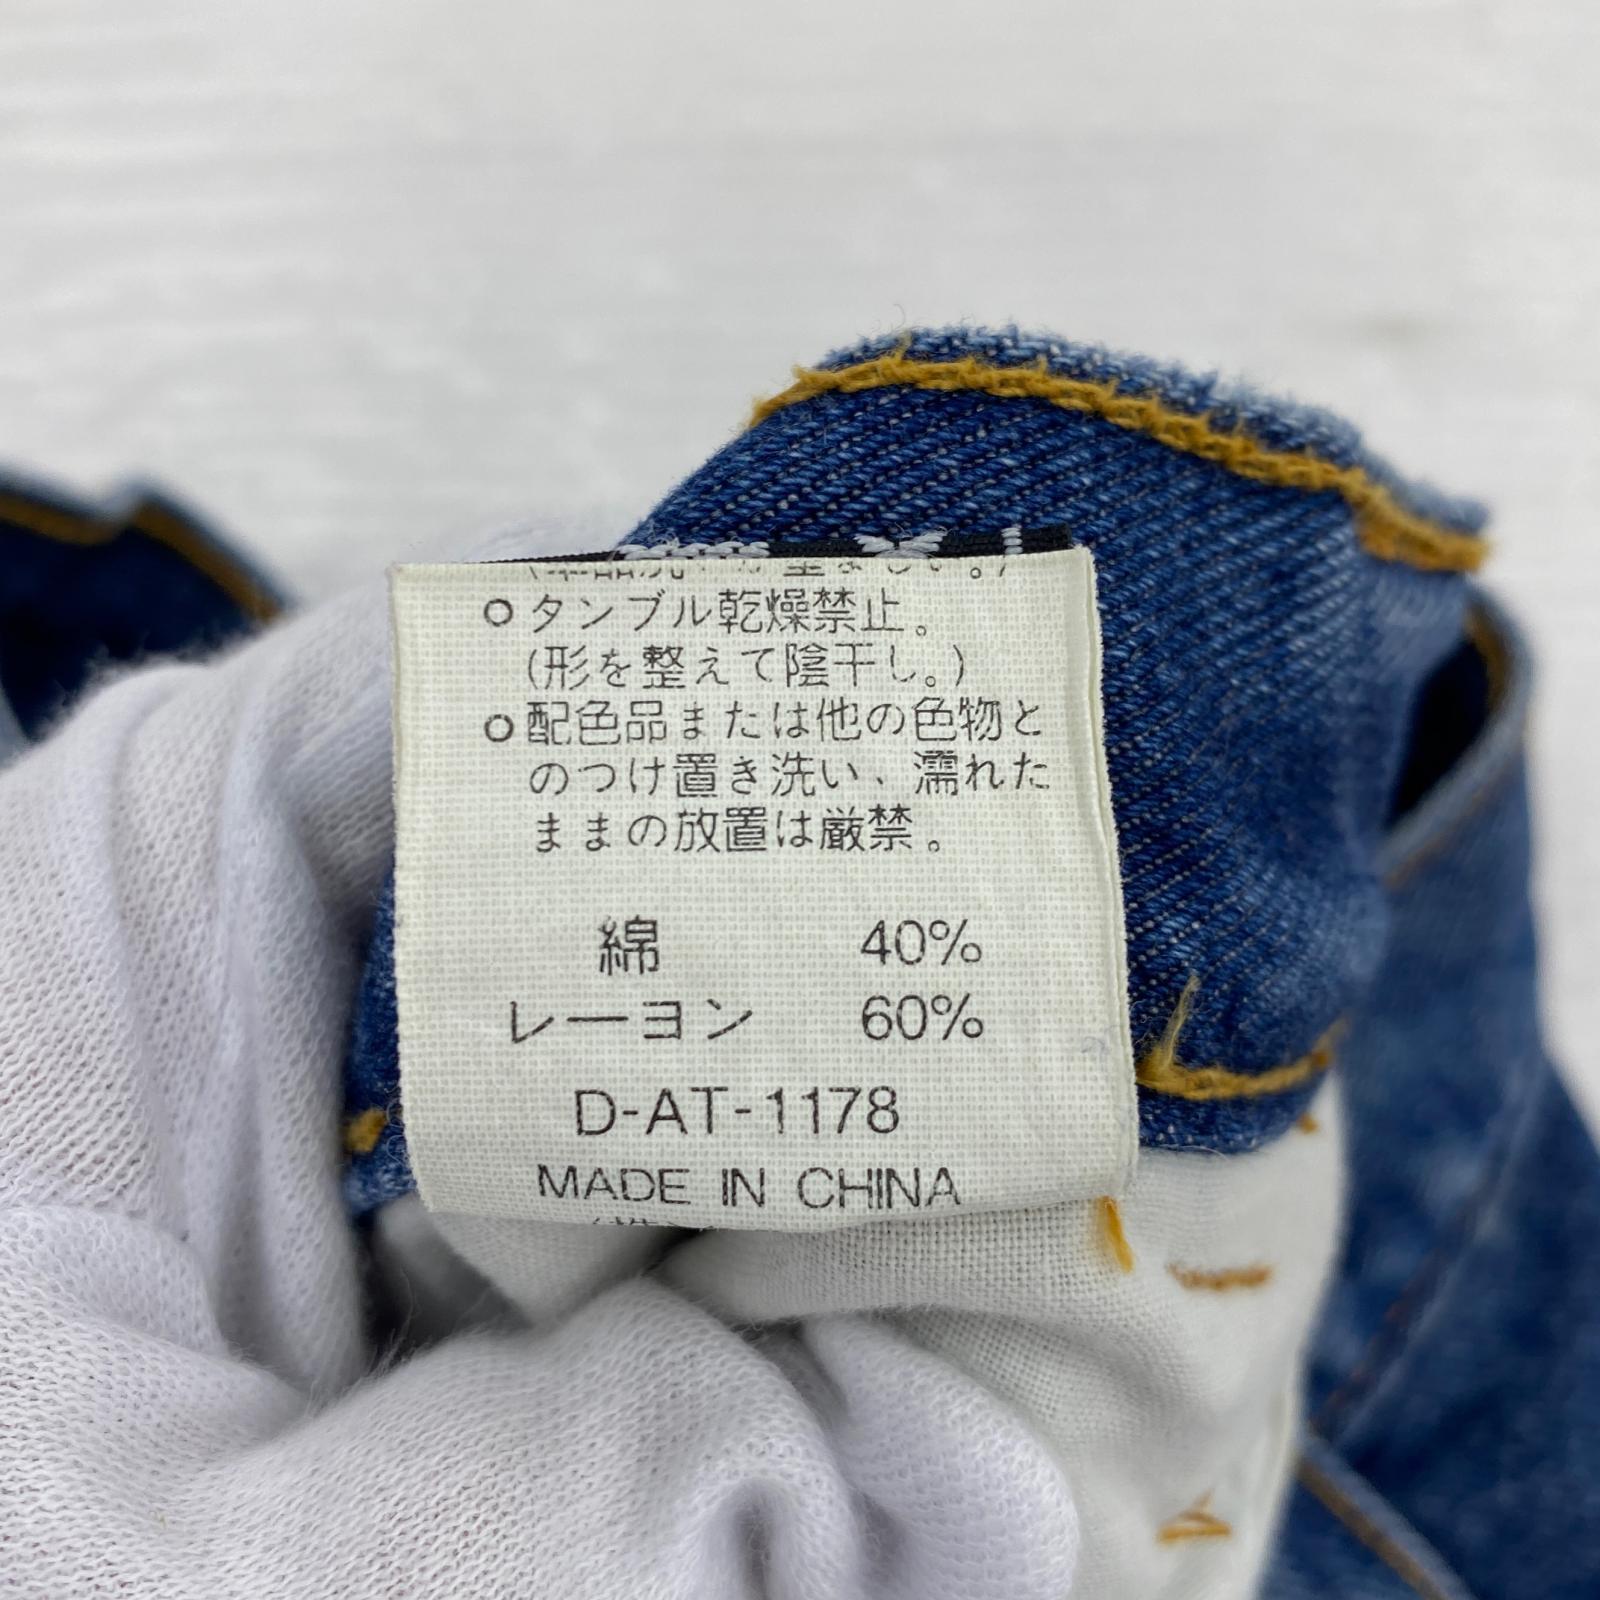 ○タンブル乾燥禁止。
(形を整えて陰干し。)
○配色品または他の色物と
のつけ置き洗い、濡れた
ままの放置は厳禁。
綿 40%
レーヨン 60%
D-AT-1178
MADE IN CHINA